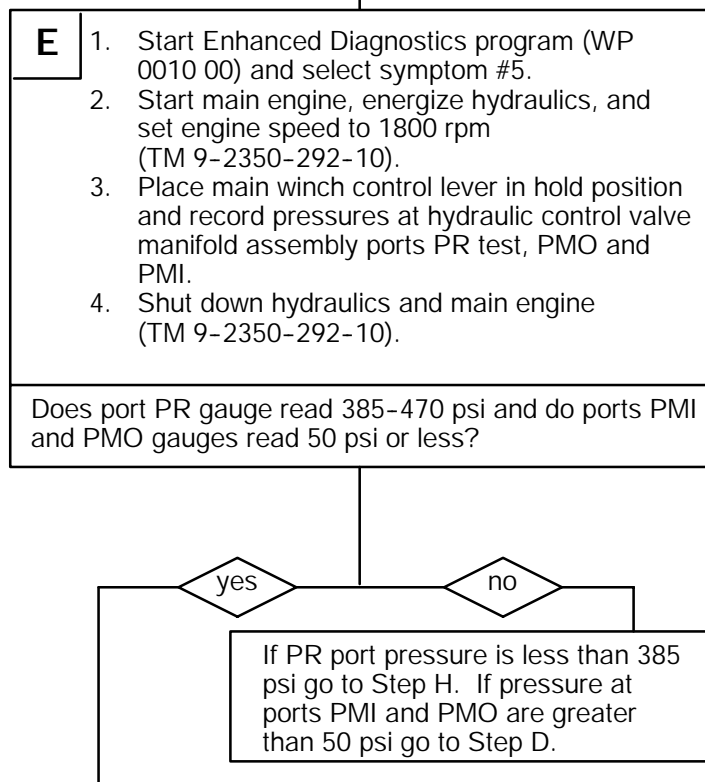 E
1. Start Enhanced Diagnostics program (WP
0010 00) and select symptom #5.
2. Start main engine, energize hydraulics, and
set engine speed to 1800 rpm
(TM 9-2350-292-10).
3. Place main winch control lever in hold position
and record pressures at hydraulic control valve
manifold assembly ports PR test, PMO and
PMI.
4. Shut down hydraulics and main engine
(TM 9-2350-292-10).
Does port PR gauge read 385-470 psi and do ports PMI
and PMO gauges read 50 psi or less?
yes
no
If PR port pressure is less than 385
psi go to Step H. If pressure at
ports PMI and PMO are greater
than 50 psi go to Step D.